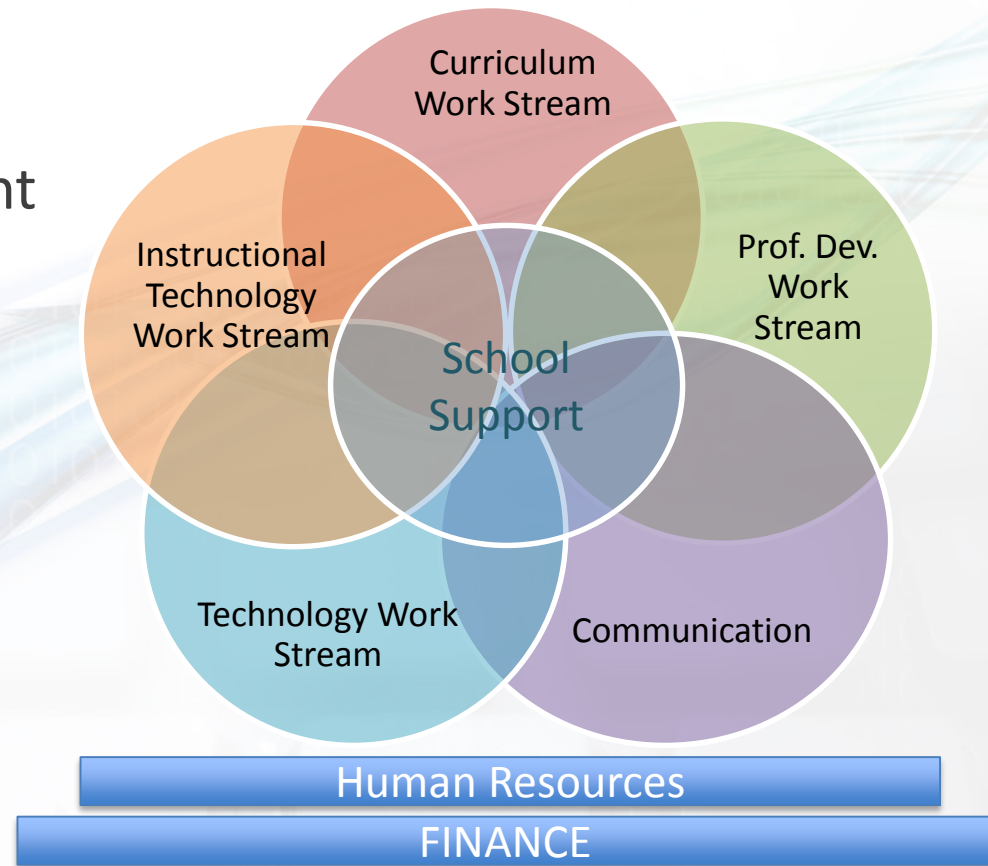 Curriculum
Work Stream
nt
Instructional
Technology
Work Stream
Prof. Dev.
Work
Stream
School
Support
Technology Work
Stream
Communication
Human Resources
FINANCE